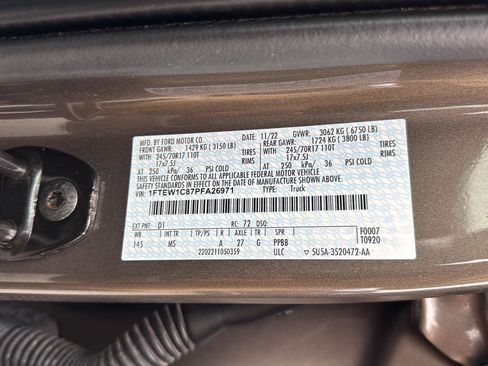 MFD. BY FORD MOTOR CO. DATE: 11/22 GVWR: 3062 KG ( 6750 LB)
FRONT GAWR: 1429 KG ( 3150 LB) REAR GAWR: 1724 KG ( 3800 LB)
WITH 245/70R17 110T TIRES WITH 245/70R17 110T TIRES
17x7.5J RIMS 17x7.5J RIMS
AT 250 kPa/ 36 PSI COLD AT 250 kPa/ 36 PSI COLD
THIS VEHICLE CONFORMS TO ALL APPLICABLE FEDERAL MOTOR VEHICLE
SAFETY AND THEFT PREVENTION STANDARDS IN EFFECT ON THE DATE OF MANUFACTURE SHOWN ABOVE.
VIN: 1FTEW1C87PFA26971 TYPE: Truck
EXT PNT: D1 RC: 72 DSO: F0007
WB INT TR TP/PS R AXLE TR SPR T0920
145 MS A 27 G PPBB
2202211050359 ULC 5U5A-3520472-AA